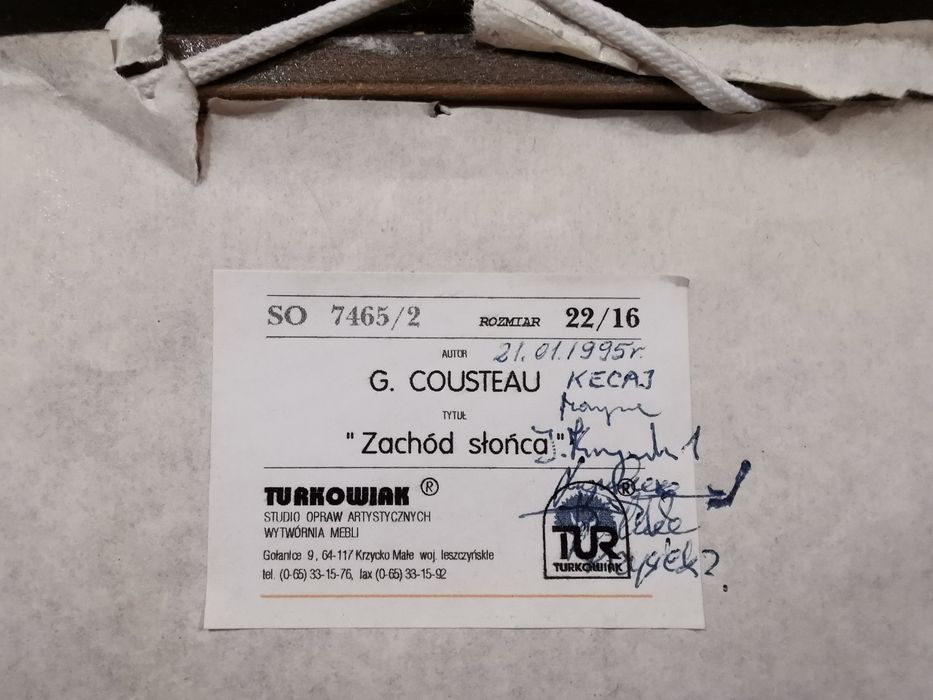 SO 7465/2 ROZMIAR 22/16
AUTOR 21.01.1995r.
G. COUSTEAU KECAJ
TYTUŁ
"Zachód słońca"
TURKOWIAK ®
STUDIO OPRAW ARTYSTYCZNYCH
WYTWÓRNIA MEBLI
Gołanice 9, 64-117 Krzycko Małe woj. leszczyńskie
tel. (0-65) 33-15-76, fax (0-65) 33-15-92
®
TUR
TURKOWIAK